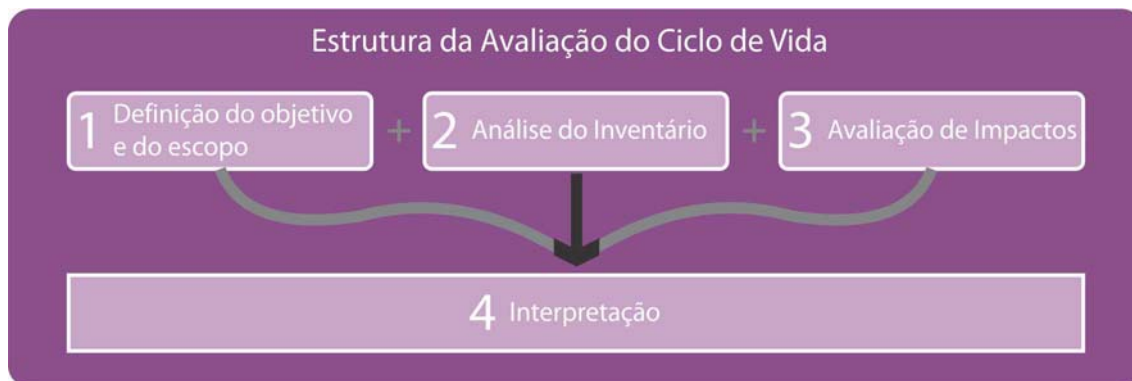 Estrutura da Avaliação do Ciclo de Vida
1 Definição do objetivo
e do escopo
+
2 Análise do Inventário
+
3 Avaliação de Impactos
4 Interpretação